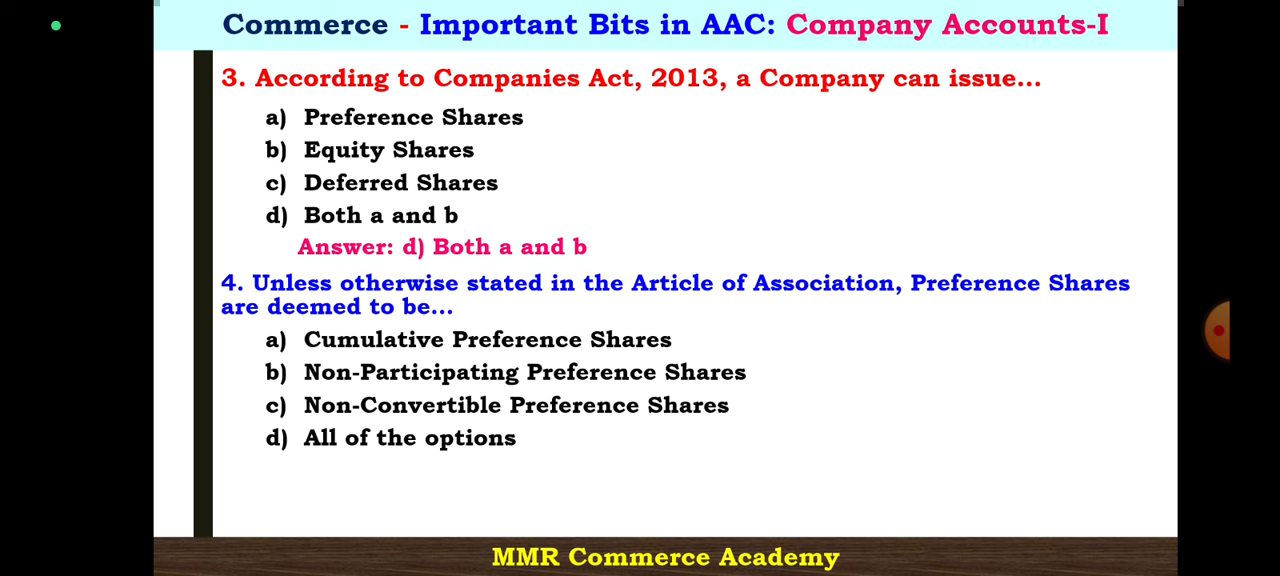 Commerce - Important Bits in AAC: Company Accounts-I
3. According to Companies Act, 2013, a Company can issue...
a) Preference Shares
b) Equity Shares
c) Deferred Shares
d) Both a and b
Answer: d) Both a and b
4. Unless otherwise stated in the Article of Association, Preference Shares
are deemed to be...
a) Cumulative Preference Shares
b) Non-Participating Preference Shares
c) Non-Convertible Preference Shares
d) All of the options
MMR Commerce Academy